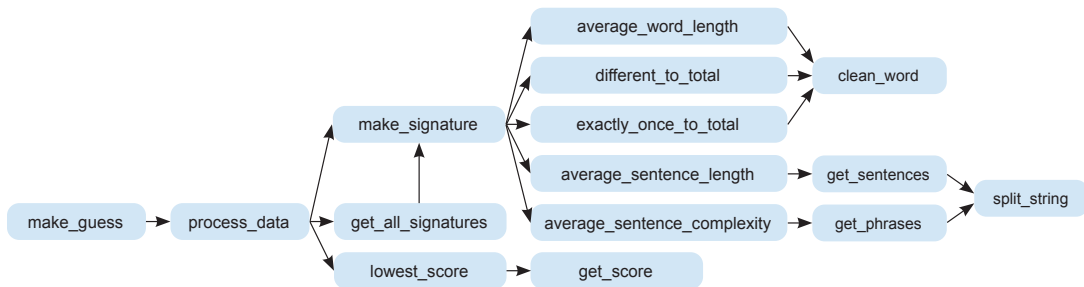 average_word_length
different_to_total
clean_word
make_signature
exactly_once_to_total
average_sentence_length
get_sentences
split_string
make_guess
process_data
get_all_signatures
average_sentence_complexity
get_phrases
lowest_score
get_score